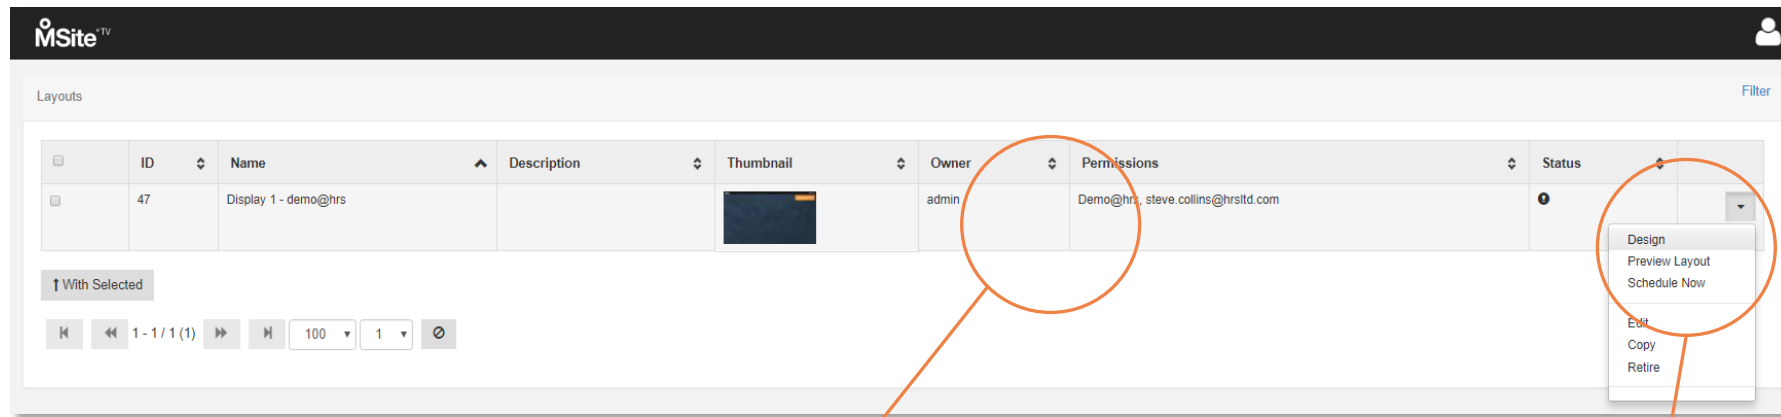 MSite TV
Layouts
Filter
ID Name Description Thumbnail Owner Permissions Status
47 Display 1 - demo@hrs admin Demo@hrs, steve.collins@hrsltd.com
Design
Preview Layout
Schedule Now
Edit
Copy
Retire
With Selected
1 - 1 / 1 (1) 100 1